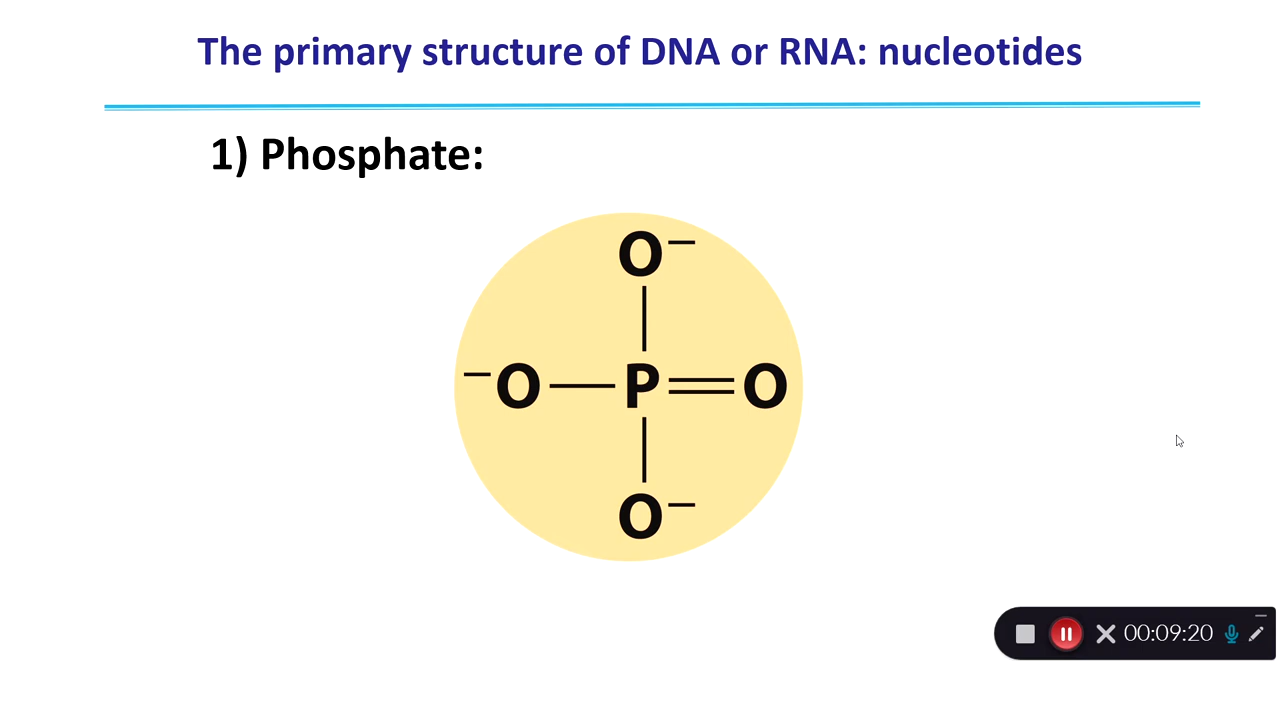 The primary structure of DNA or RNA: nucleotides
1) Phosphate:
O⁻
⁻O — P = O
O⁻
00:09:20